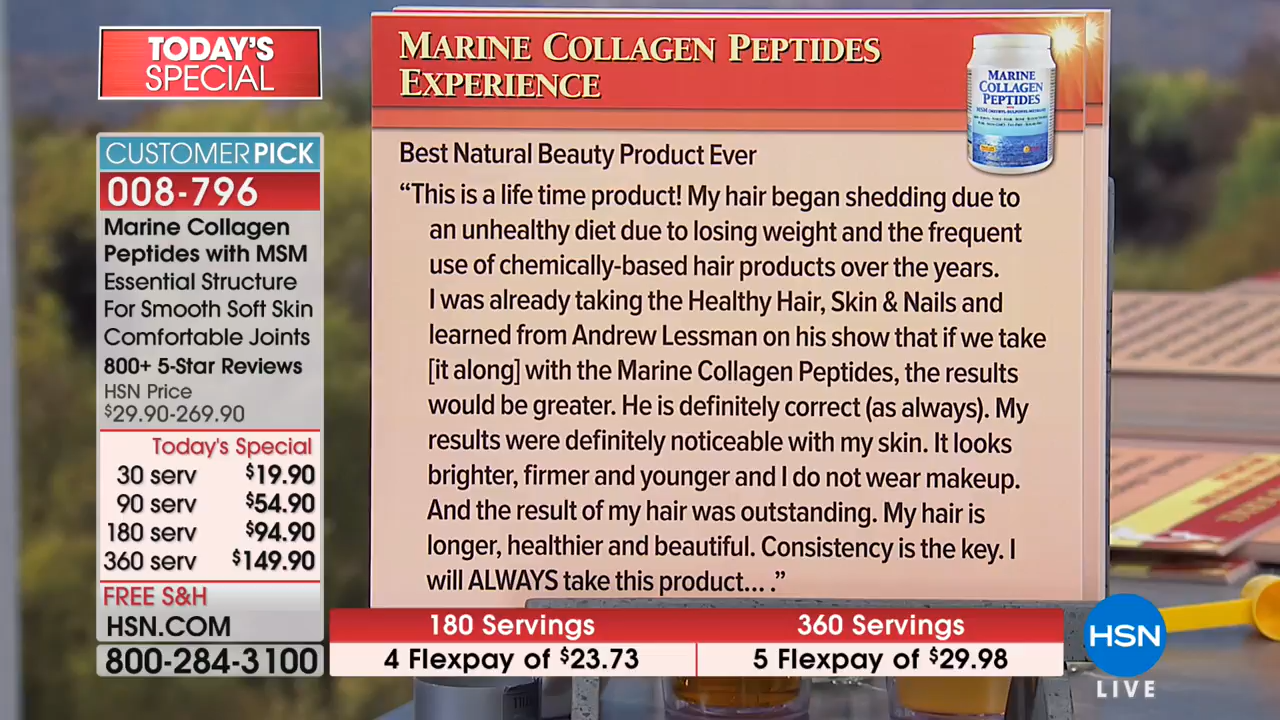 TODAY'S
SPECIAL
CUSTOMER PICK
008-796
Marine Collagen
Peptides with MSM
Essential Structure
For Smooth Soft Skin
Comfortable Joints
800+ 5-Star Reviews
HSN Price
$29.90-269.90
Today's Special
30 serv $19.90
90 serv $54.90
180 serv $94.90
360 serv $149.90
FREE S&H
HSN.COM
800-284-3100
MARINE COLLAGEN PEPTIDES
EXPERIENCE
MARINE
COLLAGEN
PEPTIDES
Best Natural Beauty Product Ever
“This is a life time product! My hair began shedding due to
an unhealthy diet due to losing weight and the frequent
use of chemically-based hair products over the years.
I was already taking the Healthy Hair, Skin & Nails and
learned from Andrew Lessman on his show that if we take
[it along] with the Marine Collagen Peptides, the results
would be greater. He is definitely correct (as always). My
results were definitely noticeable with my skin. It looks
brighter, firmer and younger and I do not wear makeup.
And the result of my hair was outstanding. My hair is
longer, healthier and beautiful. Consistency is the key. I
will ALWAYS take this product... .”
180 Servings 360 Servings
4 Flexpay of $23.73 5 Flexpay of $29.98
HSN
LIVE